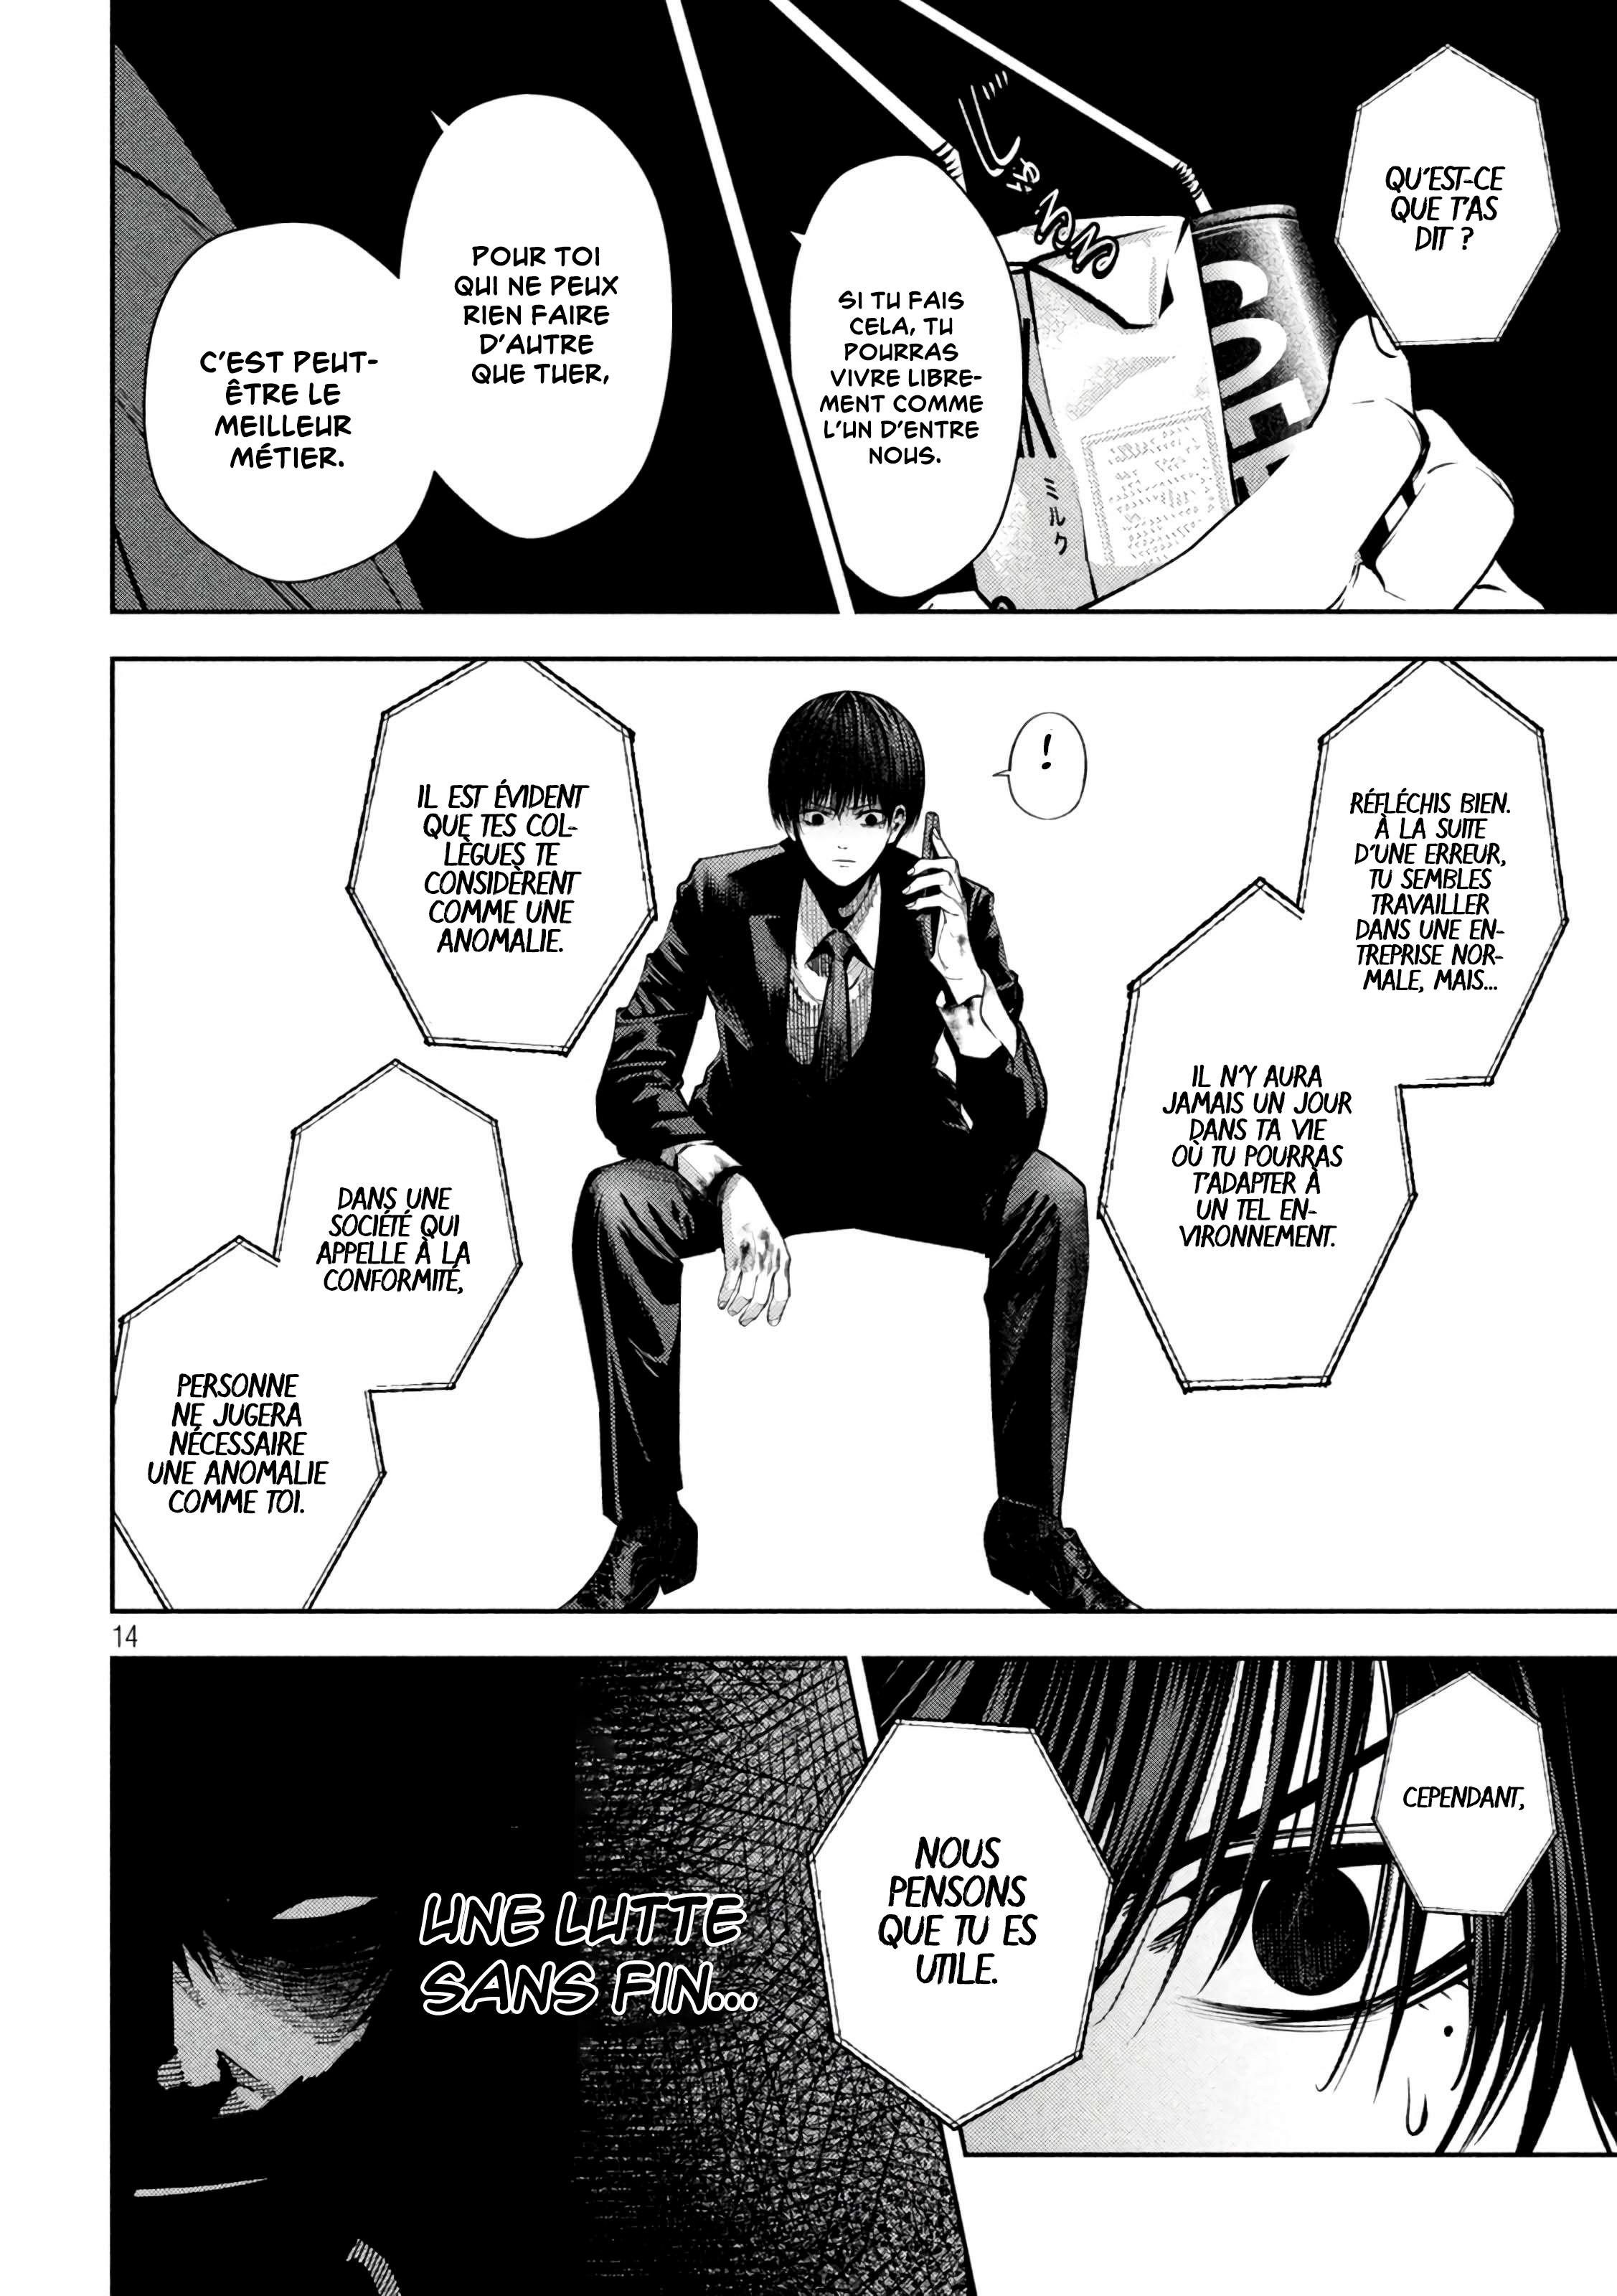 QU'EST-CE
QUE T'AS
DIT ?
SI TU FAIS
CELA, TU
POURRAS
VIVRE LIBRE-
MENT COMME
L'UN D'ENTRE
NOUS.
ミルク
POUR TOI
QUI NE PEUX
RIEN FAIRE
D'AUTRE
QUE TUER,
C'EST PEUT-
ÊTRE LE
MEILLEUR
MÉTIER.
RÉFLÉCHIS BIEN.
À LA SUITE
D'UNE ERREUR,
TU SEMBLES
TRAVAILLER
DANS UNE EN-
TREPRISE NOR-
MALE, MAIS...
IL N'Y AURA
JAMAIS UN JOUR
DANS TA VIE
OÙ TU POURRAS
T'ADAPTER À
UN TEL EN-
VIRONNEMENT.
!
IL EST ÉVIDENT
QUE TES COL-
LÈGUES TE
CONSIDÈRENT
COMME UNE
ANOMALIE.
DANS UNE
SOCIÉTÉ QUI
APPELLE À LA
CONFORMITÉ,
PERSONNE
NE JUGERA
NÉCESSAIRE
UNE ANOMALIE
COMME TOI.
14
CEPENDANT,
NOUS
PENSONS
QUE TU ES
UTILE.
UNE LUTTE
SANS FIN...